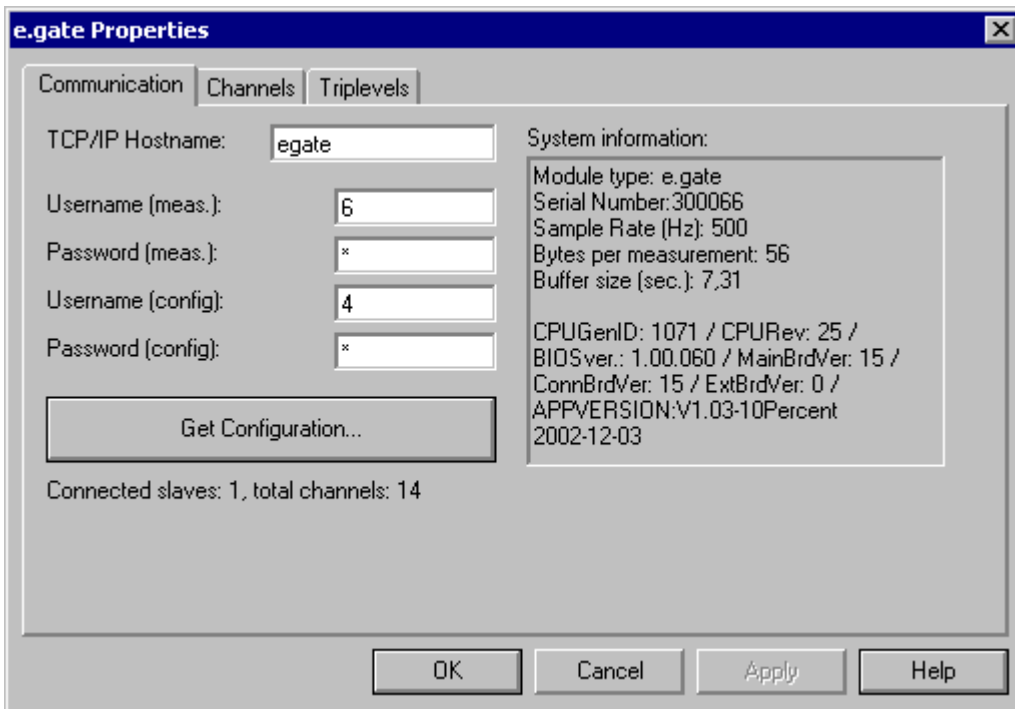 e.gate Properties
Communication
Channels
Triplevels
TCP/IP Hostname:
egate
Username (meas.):
6
Password (meas.):
*
Username (config):
4
Password (config):
*
Get Configuration...
Connected slaves: 1, total channels: 14
System information:
Module type: e.gate
Serial Number:300066
Sample Rate (Hz): 500
Bytes per measurement: 56
Buffer size (sec.): 7,31
CPUGenID: 1071 / CPURev: 25 /
BIOSver.: 1.00.060 / MainBrdVer: 15 /
ConnBrdVer: 15 / ExtBrdVer: 0 /
APPVERSION:V1.03-10Percent
2002-12-03
OK
Cancel
Apply
Help